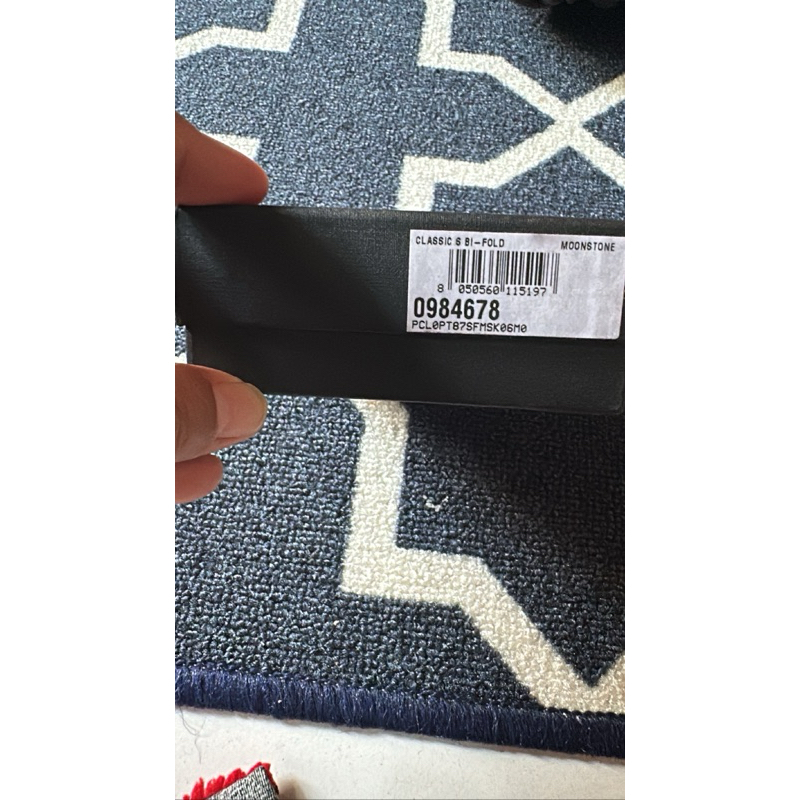 CLASSIC 6 BI-FOLD MOONSTONE
8 050560 115197
0984678
PCL0PT87SFMSK06M0